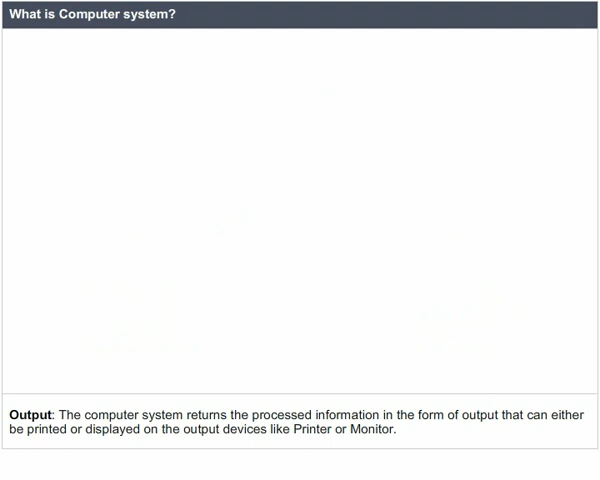 What is Computer system?
Output: The computer system returns the processed information in the form of output that can either
be printed or displayed on the output devices like Printer or Monitor.